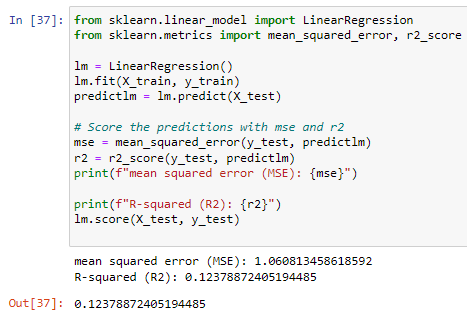 In [37]: from sklearn.linear_model import LinearRegression
from sklearn.metrics import mean_squared_error, r2_score
lm = LinearRegression()
lm.fit(X_train, y_train)
predictlm = lm.predict(X_test)
# Score the predictions with mse and r2
mse = mean_squared_error(y_test, predictlm)
r2 = r2_score(y_test, predictlm)
print(f"mean squared error (MSE): {mse}")
print(f"R-squared (R2): {r2}")
lm.score(X_test, y_test)
mean squared error (MSE): 1.060813458618592
R-squared (R2): 0.12378872405194485
Out[37]: 0.12378872405194485